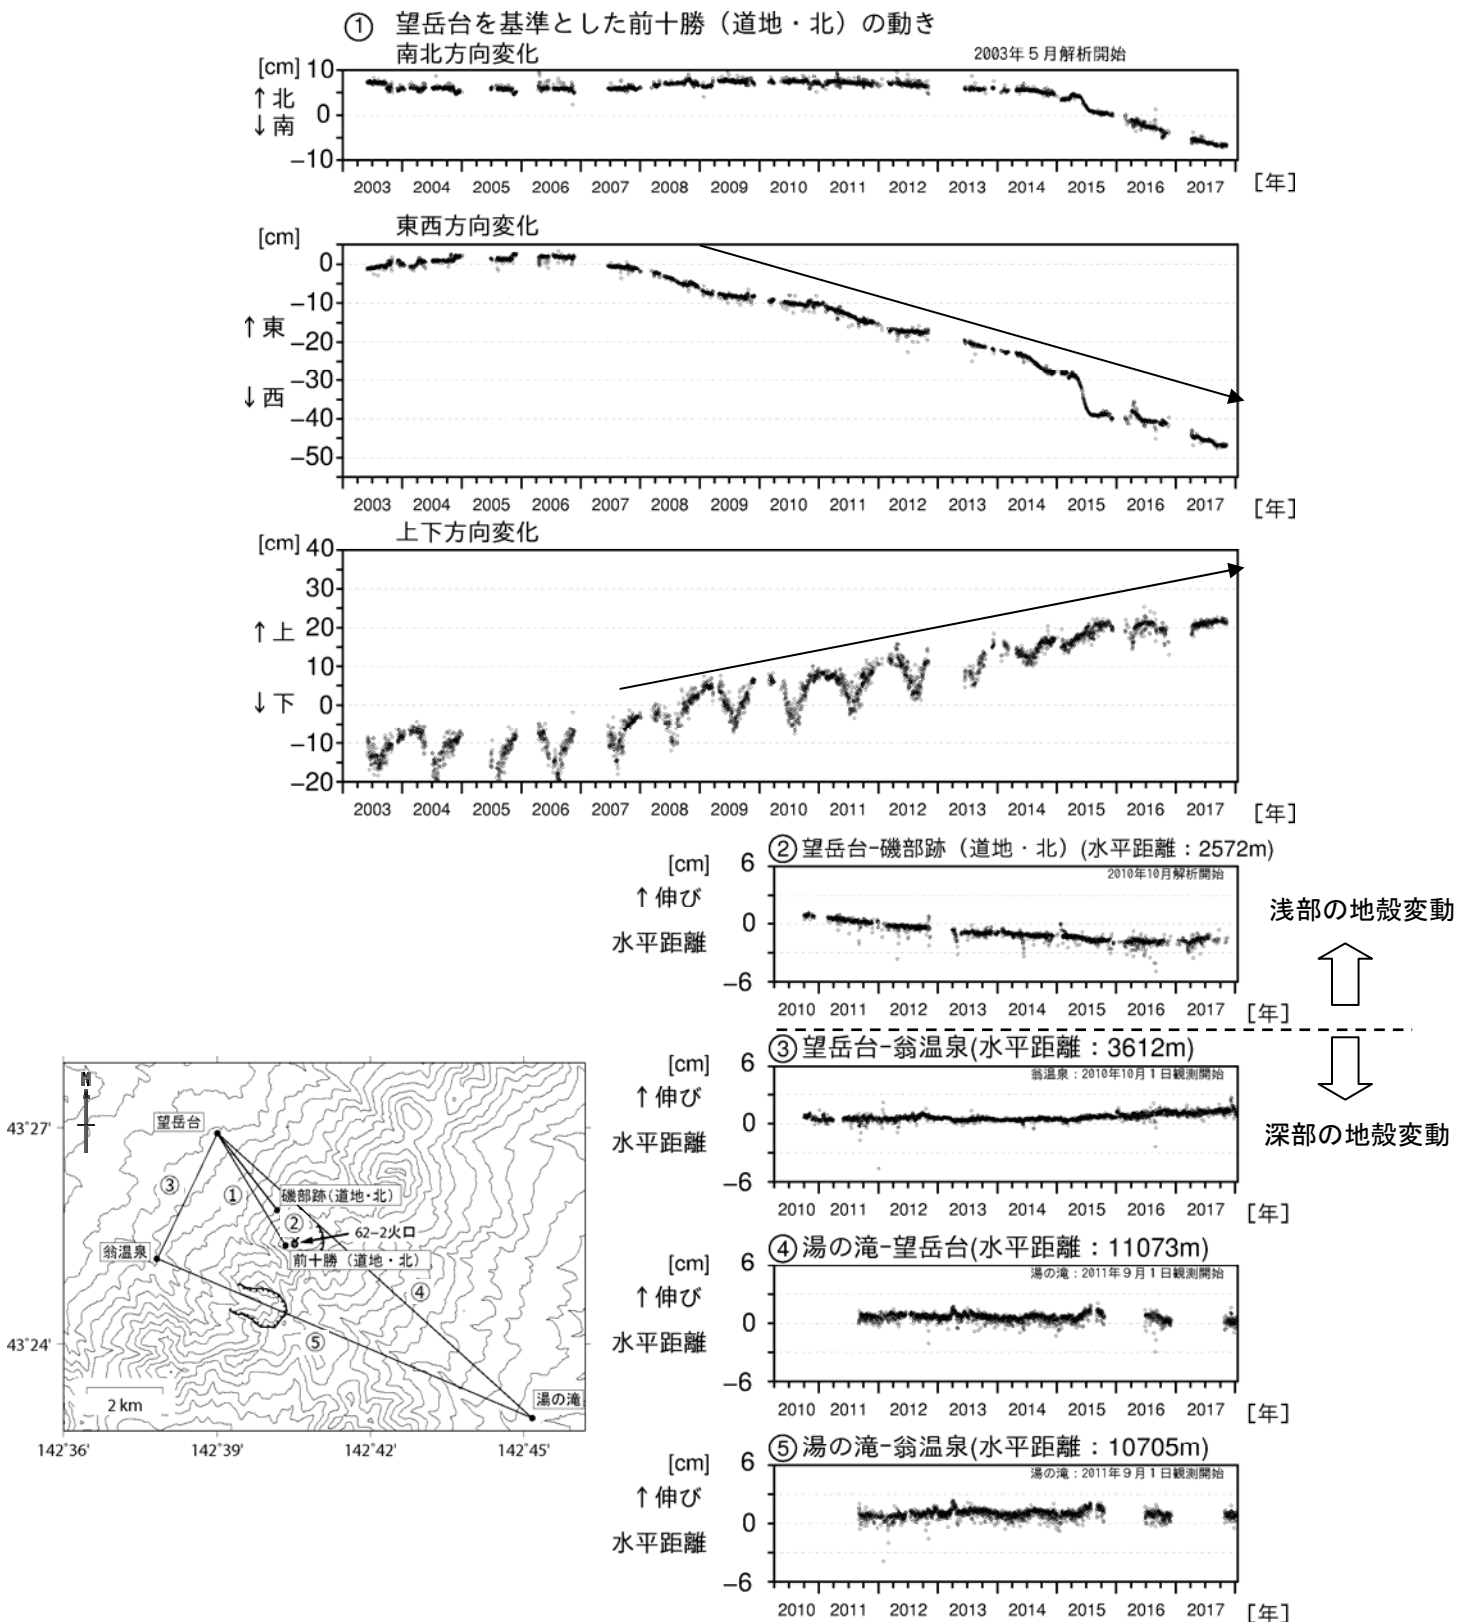 ① 望岳台を基準とした前十勝（道地・北）の動き
南北方向変化
2003年５月解析開始
[cm]
↑北
↓南
10
0
−10
2003 2004 2005 2006 2007 2008 2009 2010 2011 2012 2013 2014 2015 2016 2017 [年]
東西方向変化
[cm]
↑東
↓西
0
−10
−20
−30
−40
−50
2003 2004 2005 2006 2007 2008 2009 2010 2011 2012 2013 2014 2015 2016 2017 [年]
上下方向変化
[cm]
↑上
↓下
40
30
20
10
0
−10
−20
2003 2004 2005 2006 2007 2008 2009 2010 2011 2012 2013 2014 2015 2016 2017 [年]
②望岳台−磯部跡（道地・北）(水平距離：2572m)
2010年10月解析開始
[cm]
↑伸び
水平距離
6
0
−6
2010 2011 2012 2013 2014 2015 2016 2017 [年]
浅部の地殻変動
③望岳台−翁温泉(水平距離：3612m)
翁温泉：2010年10月１日観測開始
[cm]
↑伸び
水平距離
6
0
−6
2010 2011 2012 2013 2014 2015 2016 2017 [年]
深部の地殻変動
④湯の滝−望岳台(水平距離：11073m)
湯の滝：2011年９月１日観測開始
[cm]
↑伸び
水平距離
6
0
−6
2010 2011 2012 2013 2014 2015 2016 2017 [年]
⑤湯の滝−翁温泉(水平距離：10705m)
湯の滝：2011年９月１日観測開始
[cm]
↑伸び
水平距離
6
0
−6
2010 2011 2012 2013 2014 2015 2016 2017 [年]
N
43°27'
43°24'
望岳台
③
①
磯部跡(道地・北)
②
62−2火口
前十勝（道地・北）
翁温泉
④
⑤
湯の滝
2 km
142°36' 142°39' 142°42' 142°45'